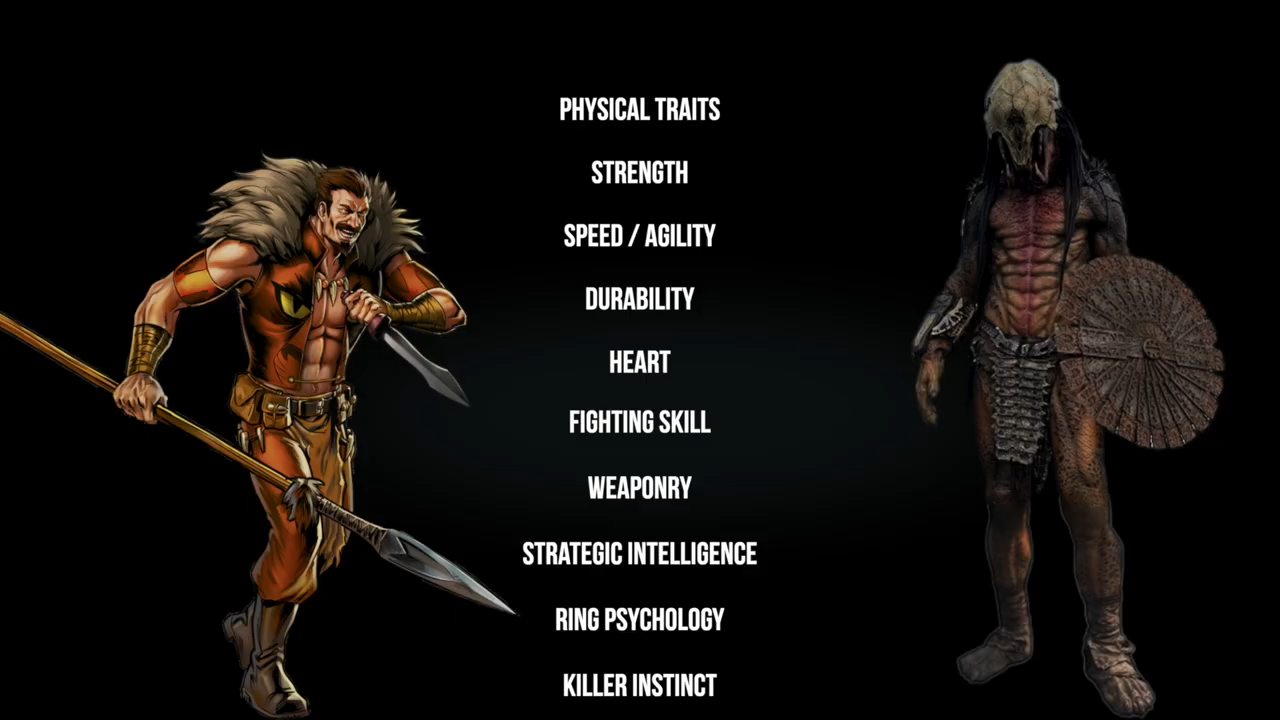 PHYSICAL TRAITS
STRENGTH
SPEED / AGILITY
DURABILITY
HEART
FIGHTING SKILL
WEAPONRY
STRATEGIC INTELLIGENCE
RING PSYCHOLOGY
KILLER INSTINCT